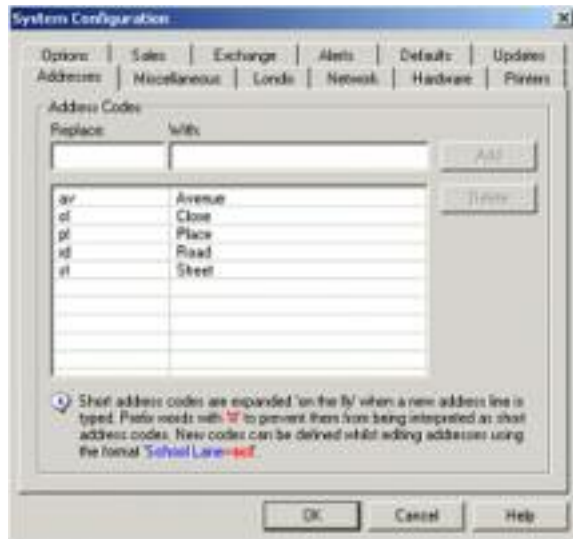 System Configuration
Options Sales Exchange Alerts Defaults Updates
Addresses Miscellaneous Londis Network Hardware Printers
Address Codes
Replace: With:
Add
Delete
av Avenue
cl Close
pl Place
rd Road
st Street
Short address codes are expanded 'on the fly' when a new address line is
typed. Prefix words with to prevent them from being interpreted as short
address codes. New codes can be defined whilst editing addresses using
the format 'School Lane=
OK Cancel Help